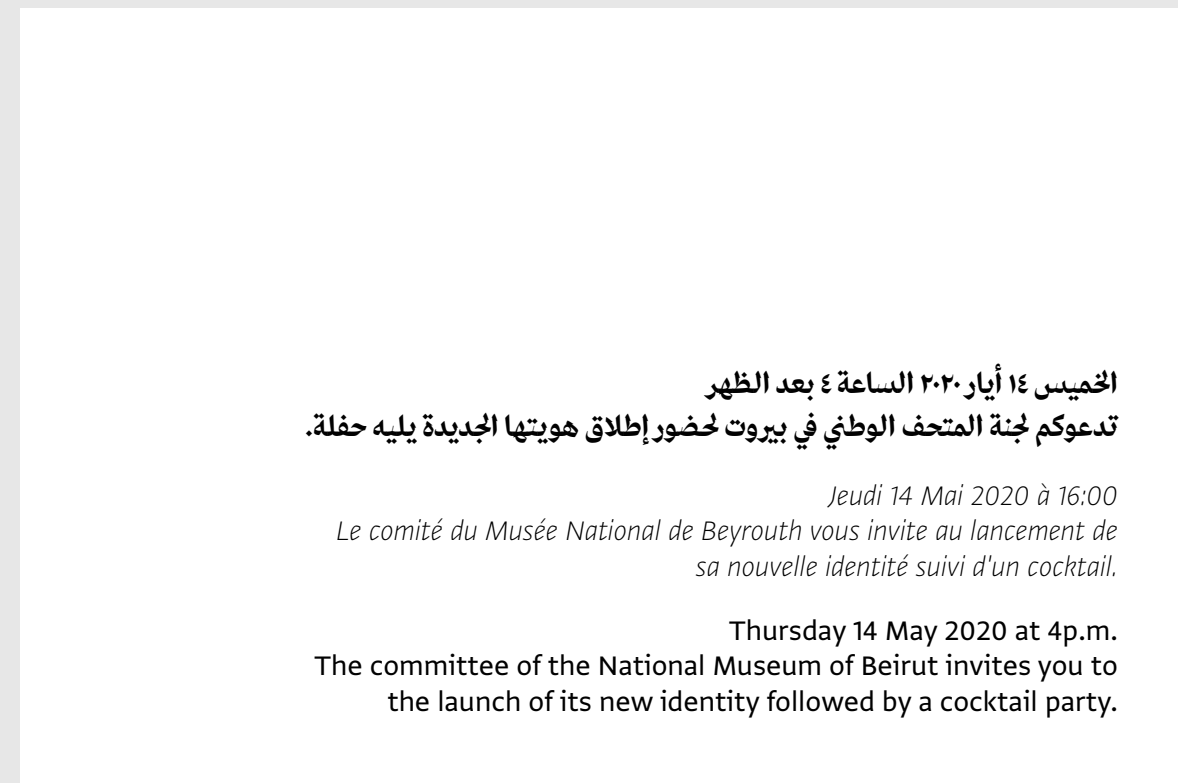 الخميس ١٤ أيار ٢٠٢٠ الساعة ٤ بعد الظهر
تدعوكم لجنة المتحف الوطني في بيروت لحضور إطلاق هويتها الجديدة يليه حفلة.
Jeudi 14 Mai 2020 à 16:00
Le comité du Musée National de Beyrouth vous invite au lancement de
sa nouvelle identité suivi d'un cocktail.
Thursday 14 May 2020 at 4p.m.
The committee of the National Museum of Beirut invites you to
the launch of its new identity followed by a cocktail party.